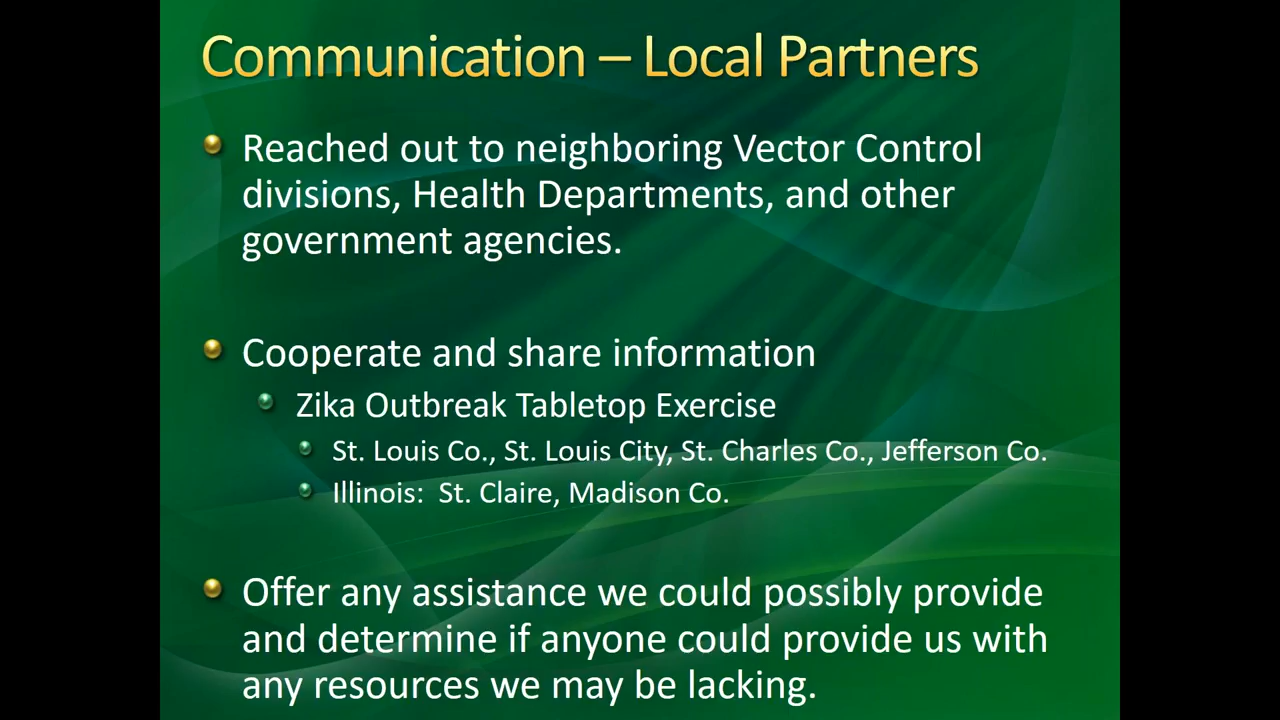 Communication – Local Partners
Reached out to neighboring Vector Control
divisions, Health Departments, and other
government agencies.
Cooperate and share information
Zika Outbreak Tabletop Exercise
St. Louis Co., St. Louis City, St. Charles Co., Jefferson Co.
Illinois:  St. Claire, Madison Co.
Offer any assistance we could possibly provide
and determine if anyone could provide us with
any resources we may be lacking.